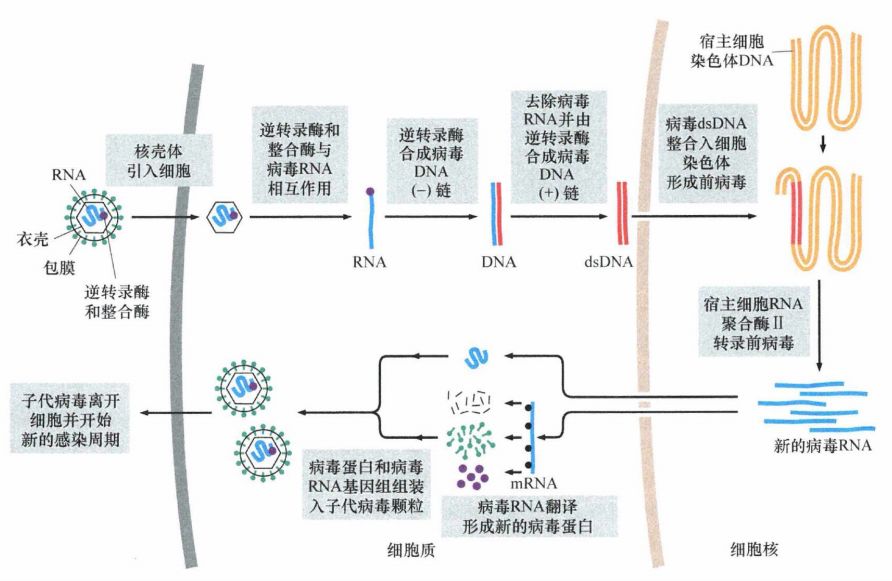 宿主细胞
染色体DNA
核壳体
引入细胞
逆转录酶和
整合酶与
病毒RNA
相互作用
逆转录酶
合成病毒
DNA
(−) 链
去除病毒
RNA并由
逆转录酶
合成病毒
DNA
(+) 链
病毒dsDNA
整合入细胞
染色体
形成前病毒
RNA
衣壳
包膜
逆转录酶
和整合酶
RNA
DNA
dsDNA
宿主细胞RNA
聚合酶Ⅱ
转录前病毒
子代病毒离开
细胞并开始
新的感染周期
新的病毒RNA
病毒蛋白和病毒
RNA基因组组装
入子代病毒颗粒
mRNA
病毒RNA翻译
形成新的病毒蛋白
细胞质
细胞核